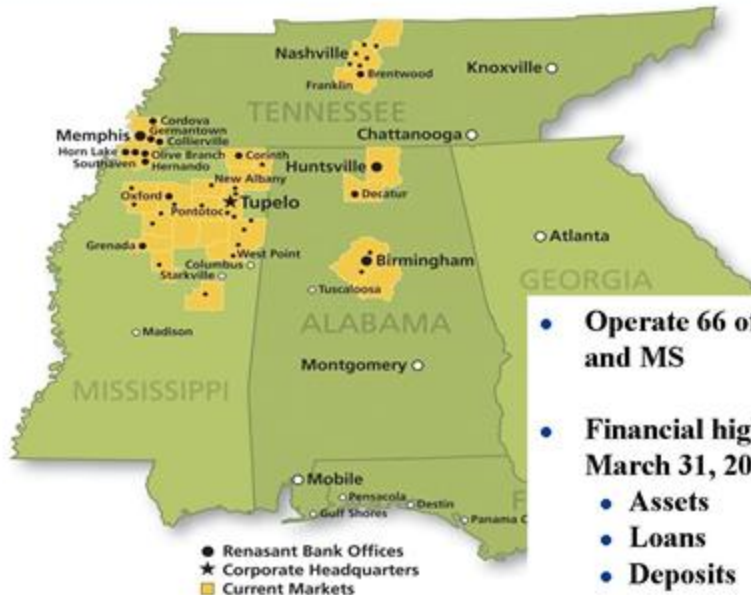 Nashville
Brentwood
Franklin
Knoxville
TENNESSEE
Cordova
Germantown
Memphis
Collierville
Chattanooga
Horn Lake
Olive Branch
Corinth
Southaven
Hernando
Huntsville
New Albany
Oxford
Tupelo
Decatur
Pontotoc
Atlanta
Grenada
West Point
Birmingham
Columbus
Starkville
GEORGIA
Tuscaloosa
ALABAMA
Madison
Montgomery
MISSISSIPPI
Mobile
Pensacola
Destin
Gulf Shores
Panama C
F
● Renasant Bank Offices
★ Corporate Headquarters
Current Markets
• Operate 66 of
and MS
• Financial hig
March 31, 20
• Assets
• Loans
• Deposits